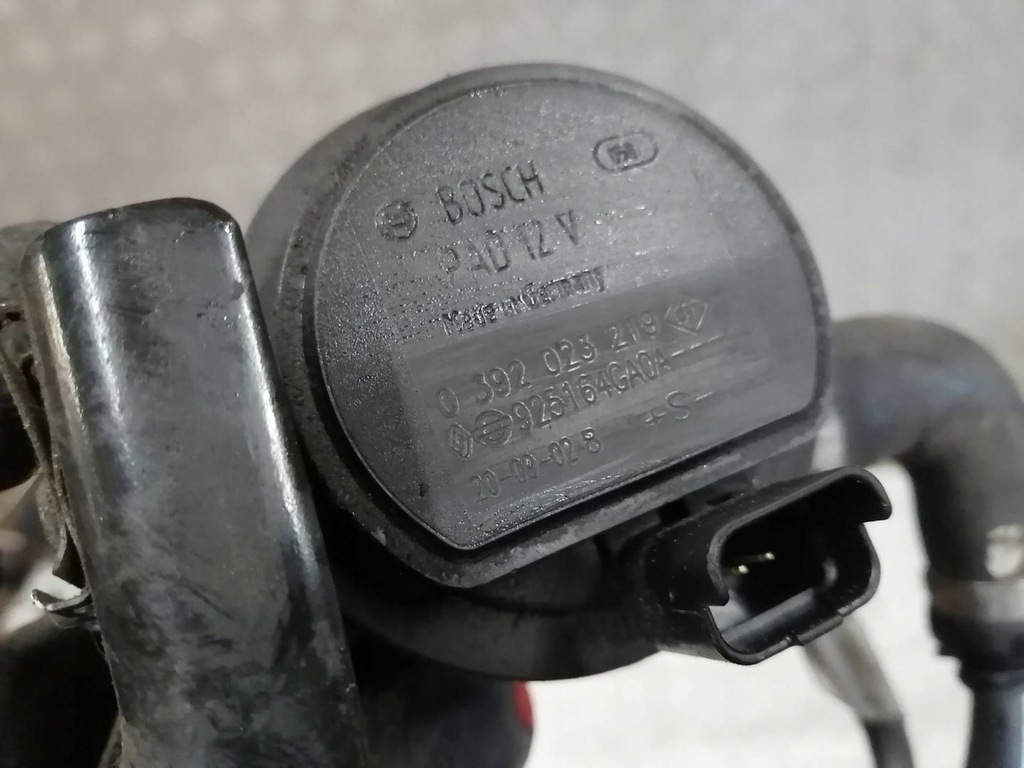 BOSCH
PAD 12 V
Made in Germany
0 392 023 219
925164GA0A
20-09-02-8
S